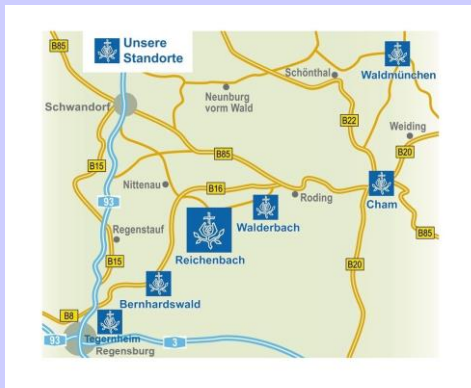 B85
Unsere
Standorte
Waldmünchen
Schönthal
Neunburg
vorm Wald
Schwandorf
B22
Weiding
B20
B15
B85
Nittenau
B16
Roding
Cham
93
Walderbach
Regenstauf
B85
Reichenbach
B15
B20
Bernhardswald
B8
Tegernheim
93
Regensburg
3